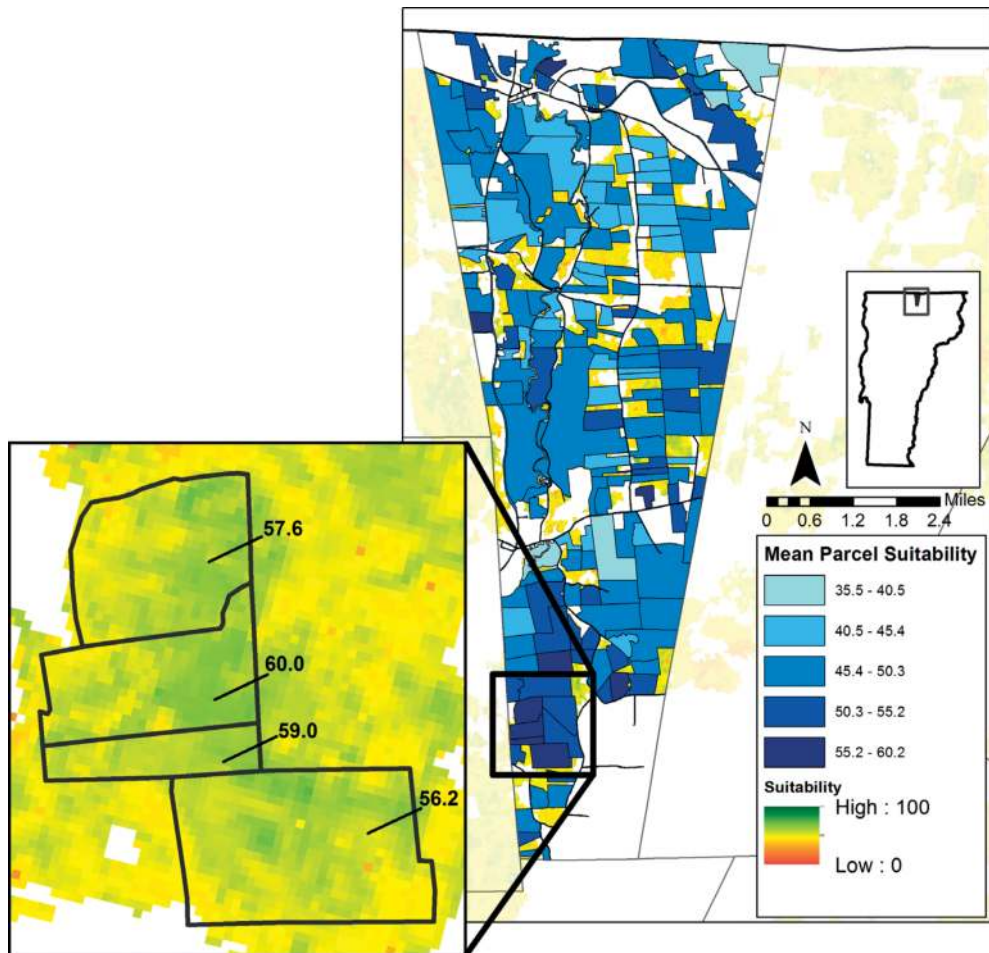 N
Miles
0 0.6 1.2 1.8 2.4
Mean Parcel Suitability
35.5 - 40.5
40.5 - 45.4
45.4 - 50.3
50.3 - 55.2
55.2 - 60.2
Suitability
High : 100
Low : 0
57.6
60.0
59.0
56.2